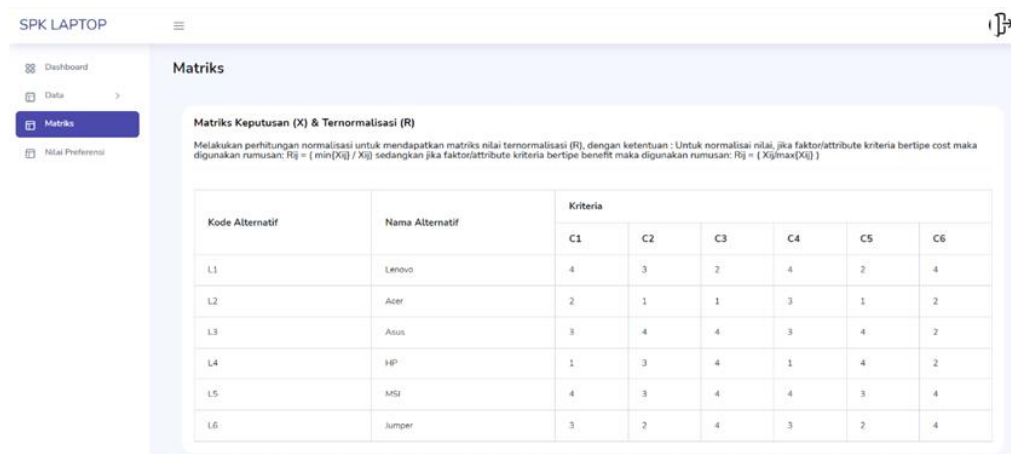 SPK LAPTOP
Dashboard
Data
Matriks
Nilai Preferensi
Matriks
Matriks Keputusan (X) & Ternormalisasi (R)
Melakukan perhitungan normalisasi untuk mendapatkan matriks nilai ternormalisasi (R), dengan ketentuan : Untuk normalisai nilai, jika faktor/attribute kriteria bertipe cost maka
digunakan rumusan: Rij = ( min{Xij} / Xij) sedangkan jika faktor/attribute kriteria bertipe benefit maka digunakan rumusan: Rij = ( Xij/max{Xij} )
Kode Alternatif Nama Alternatif Kriteria
C1 C2 C3 C4 C5 C6
L1 Lenovo 4 3 2 4 2 4
L2 Acer 2 1 1 3 1 2
L3 Asus 3 4 4 3 4 2
L4 HP 1 3 4 1 4 2
L5 MSI 4 3 4 4 3 4
L6 Jumper 3 2 4 3 2 4